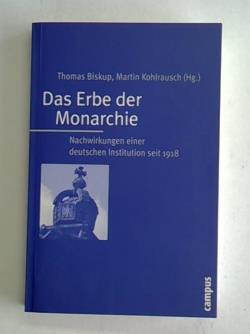 Thomas Biskup, Martin Kohlrausch (Hg.)
Das Erbe der
Monarchie
Nachwirkungen einer
deutschen Institution seit 1918
campus